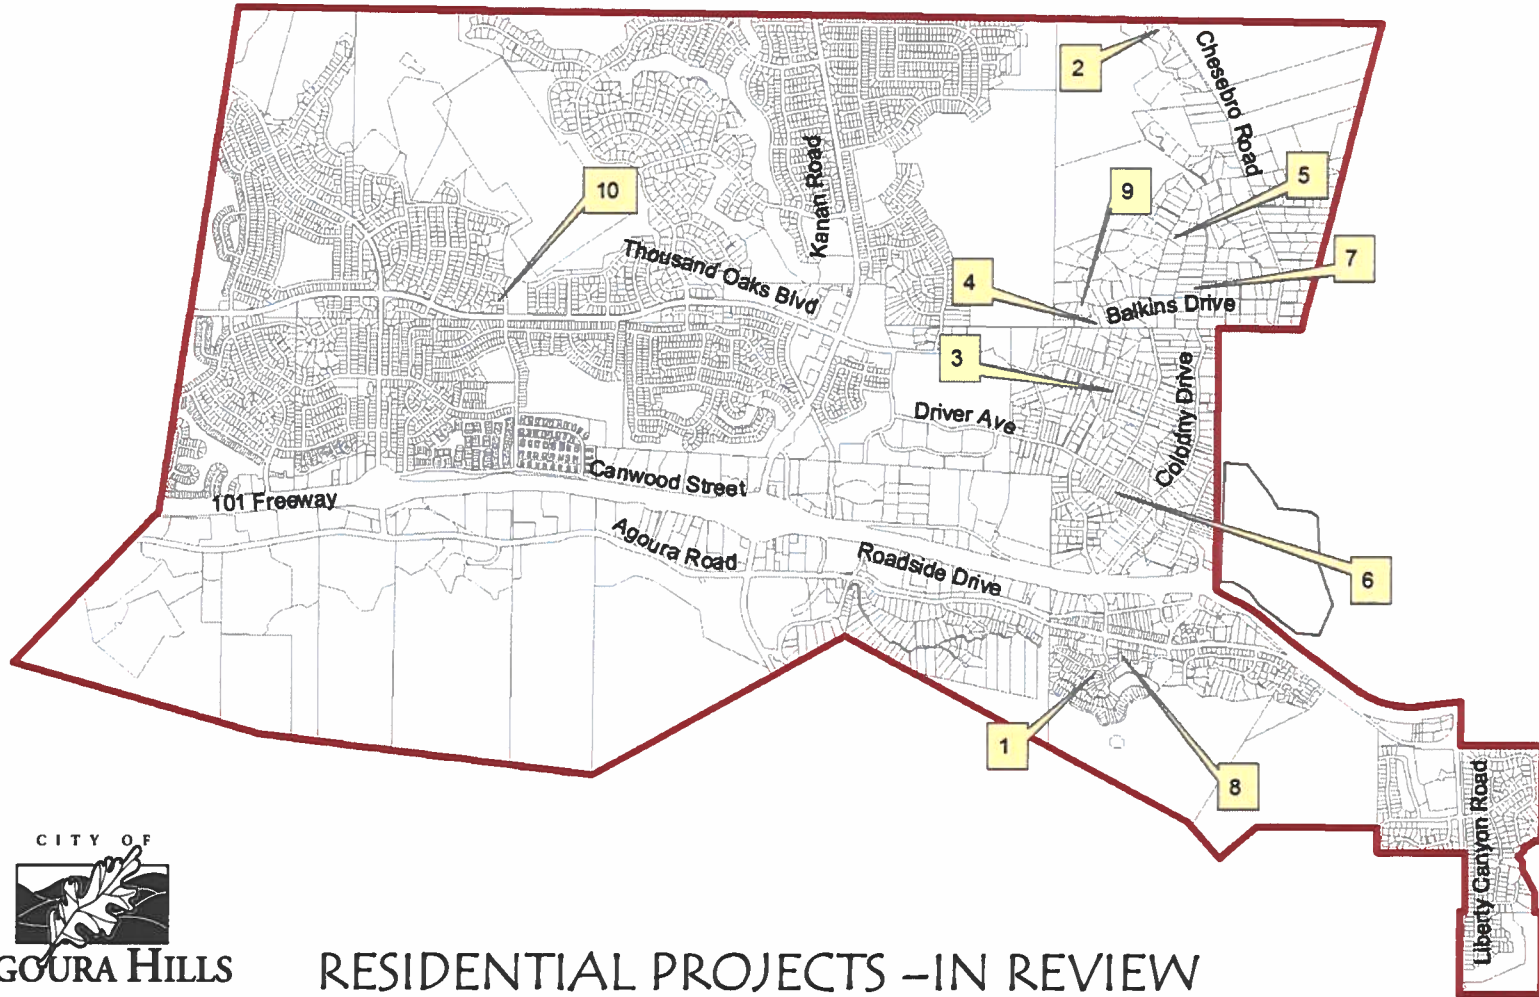 2
Chesebro Road
Kanan Road
5
10
9
Thousand Oaks Blvd
7
4
Balkins Drive
3
Colodny Drive
Driver Ave
Canwood Street
101 Freeway
Agoura Road
Roadside Drive
6
1
8
Liberty Canyon Road
CITY OF
GOURA HILLS
RESIDENTIAL PROJECTS –IN REVIEW